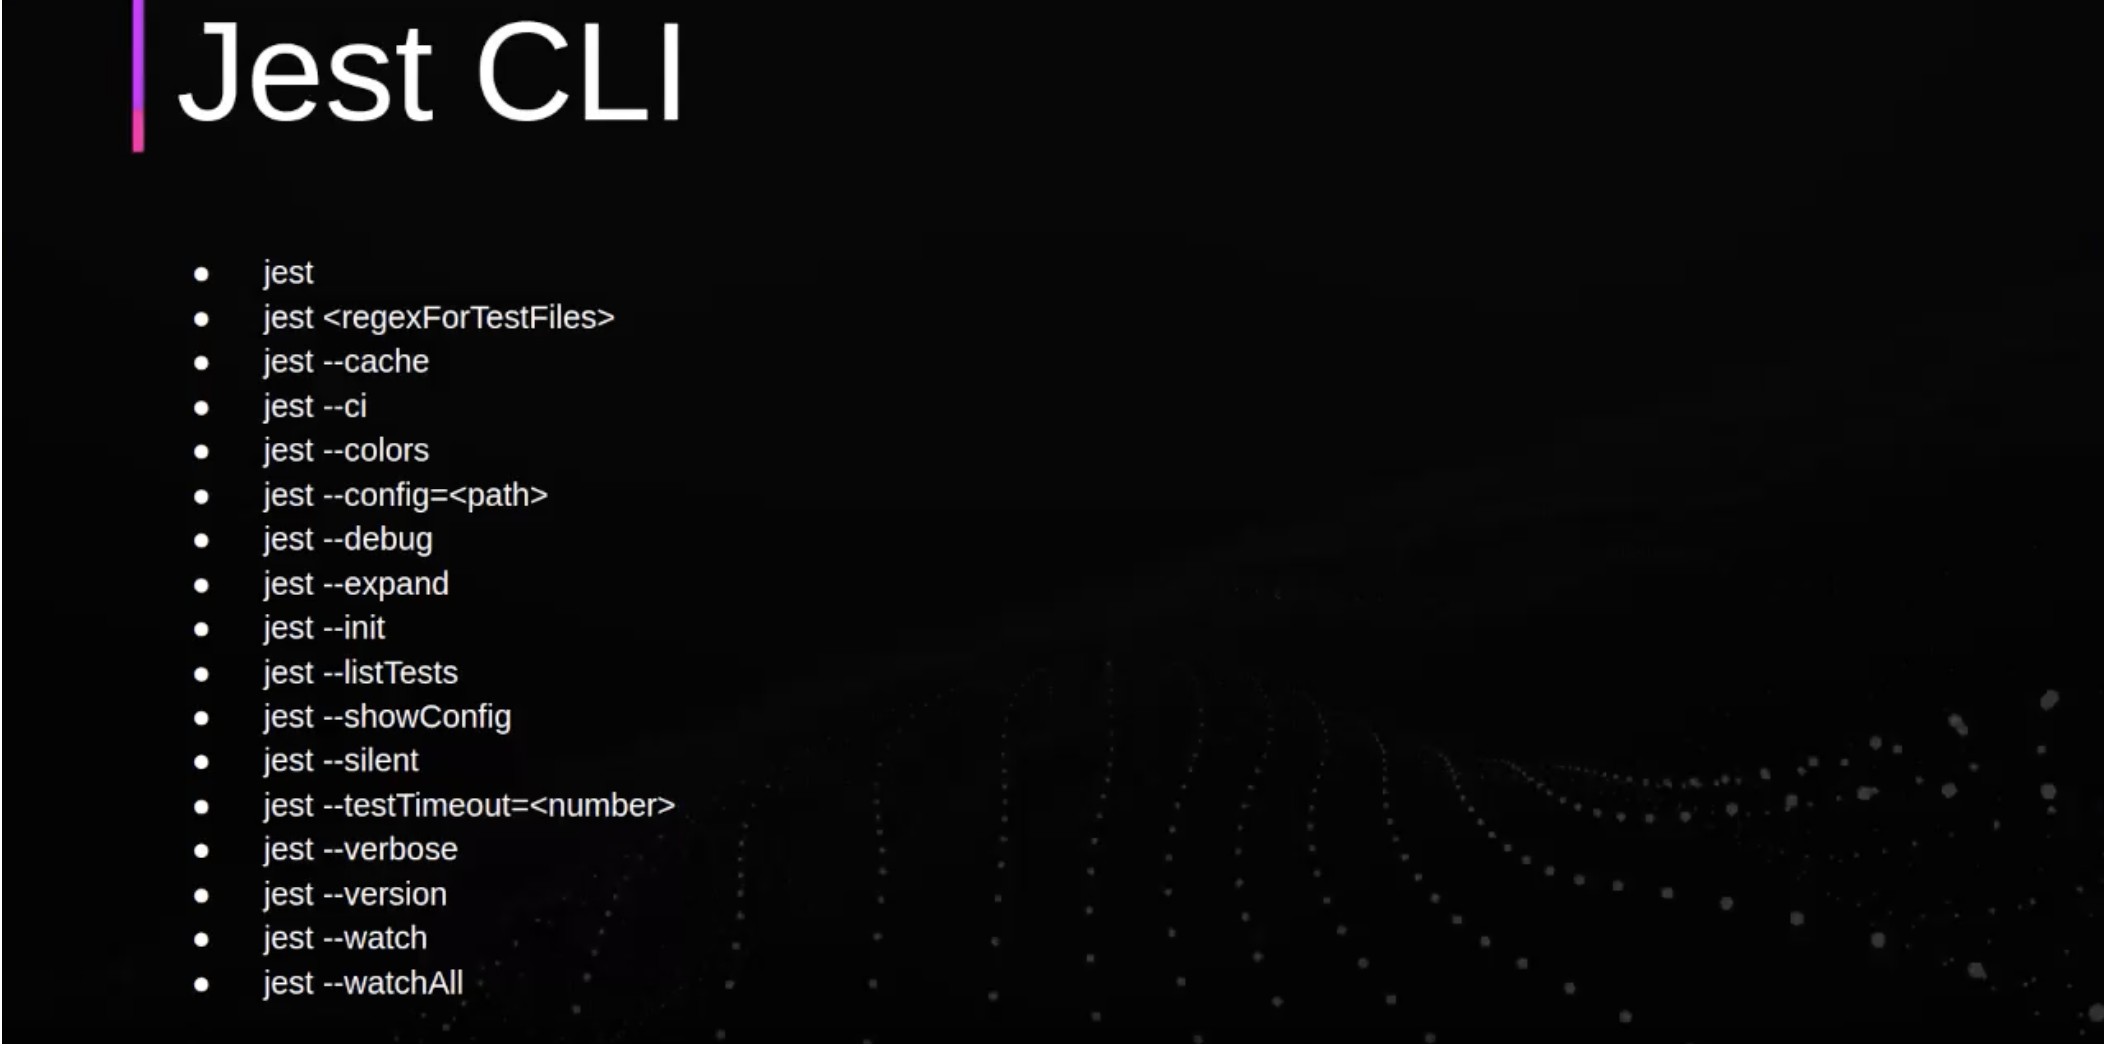 Jest CLI
● jest
● jest <regexForTestFiles>
● jest --cache
● jest --ci
● jest --colors
● jest --config=<path>
● jest --debug
● jest --expand
● jest --init
● jest --listTests
● jest --showConfig
● jest --silent
● jest --testTimeout=<number>
● jest --verbose
● jest --version
● jest --watch
● jest --watchAll